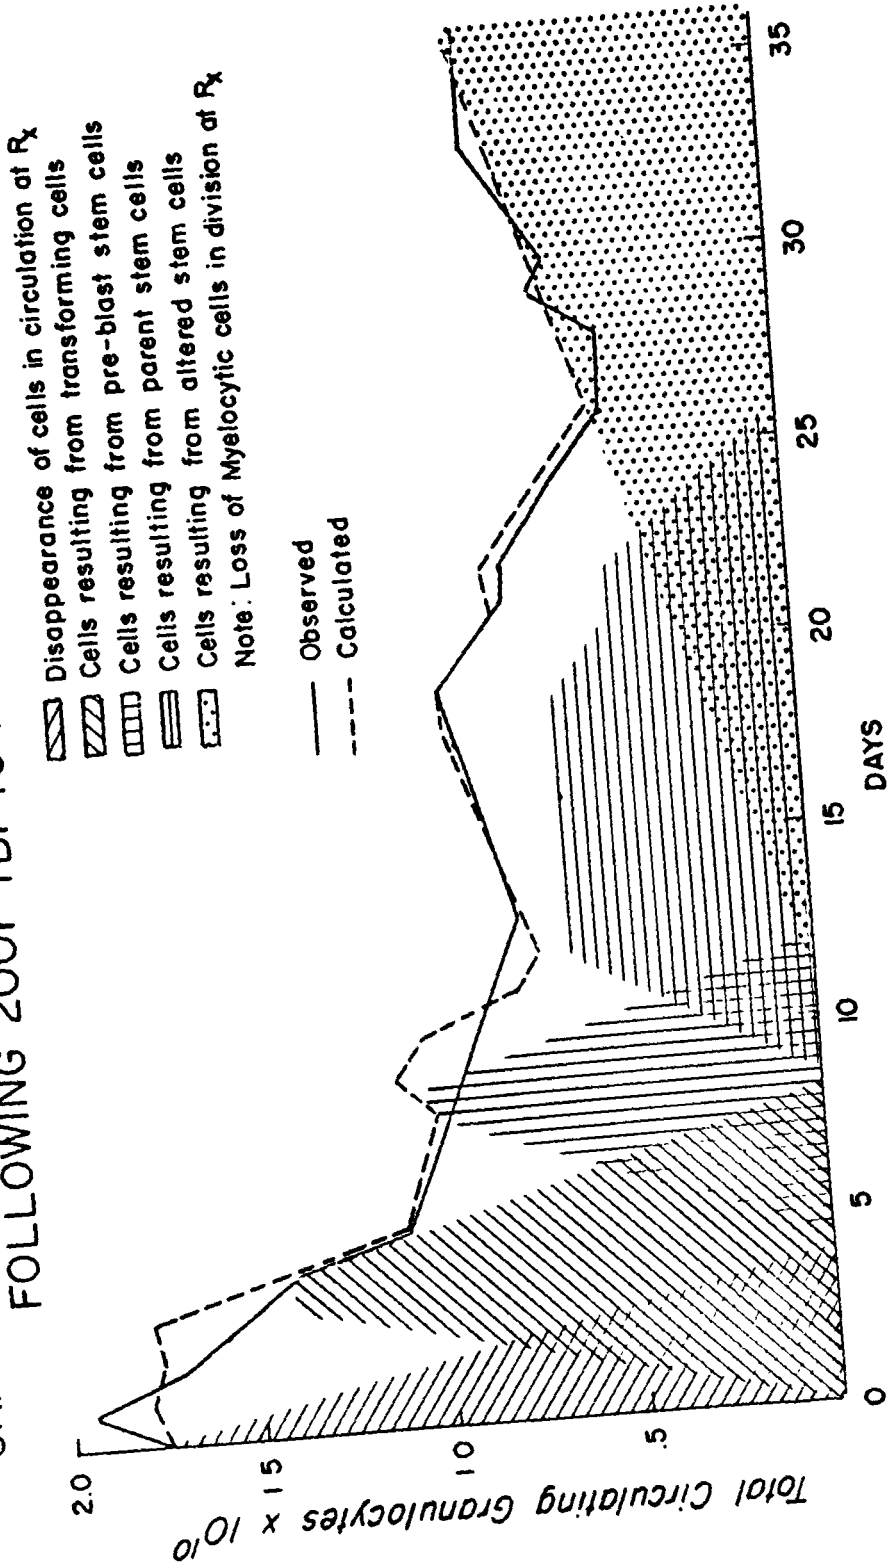 FOLLOWING 200r TBI
Disappearance of cells in circulation at Rx
Cells resulting from transforming cells
Cells resulting from pre-blast stem cells
Cells resulting from parent stem cells
Cells resulting from altered stem cells
Note: Loss of Myelocytic cells in division at Rx
Observed
Calculated
Total Circulating Granulocytes x 10¹⁰
2.0
1 5
1 0
.5
0
5
10
15
20
25
30
35
DAYS